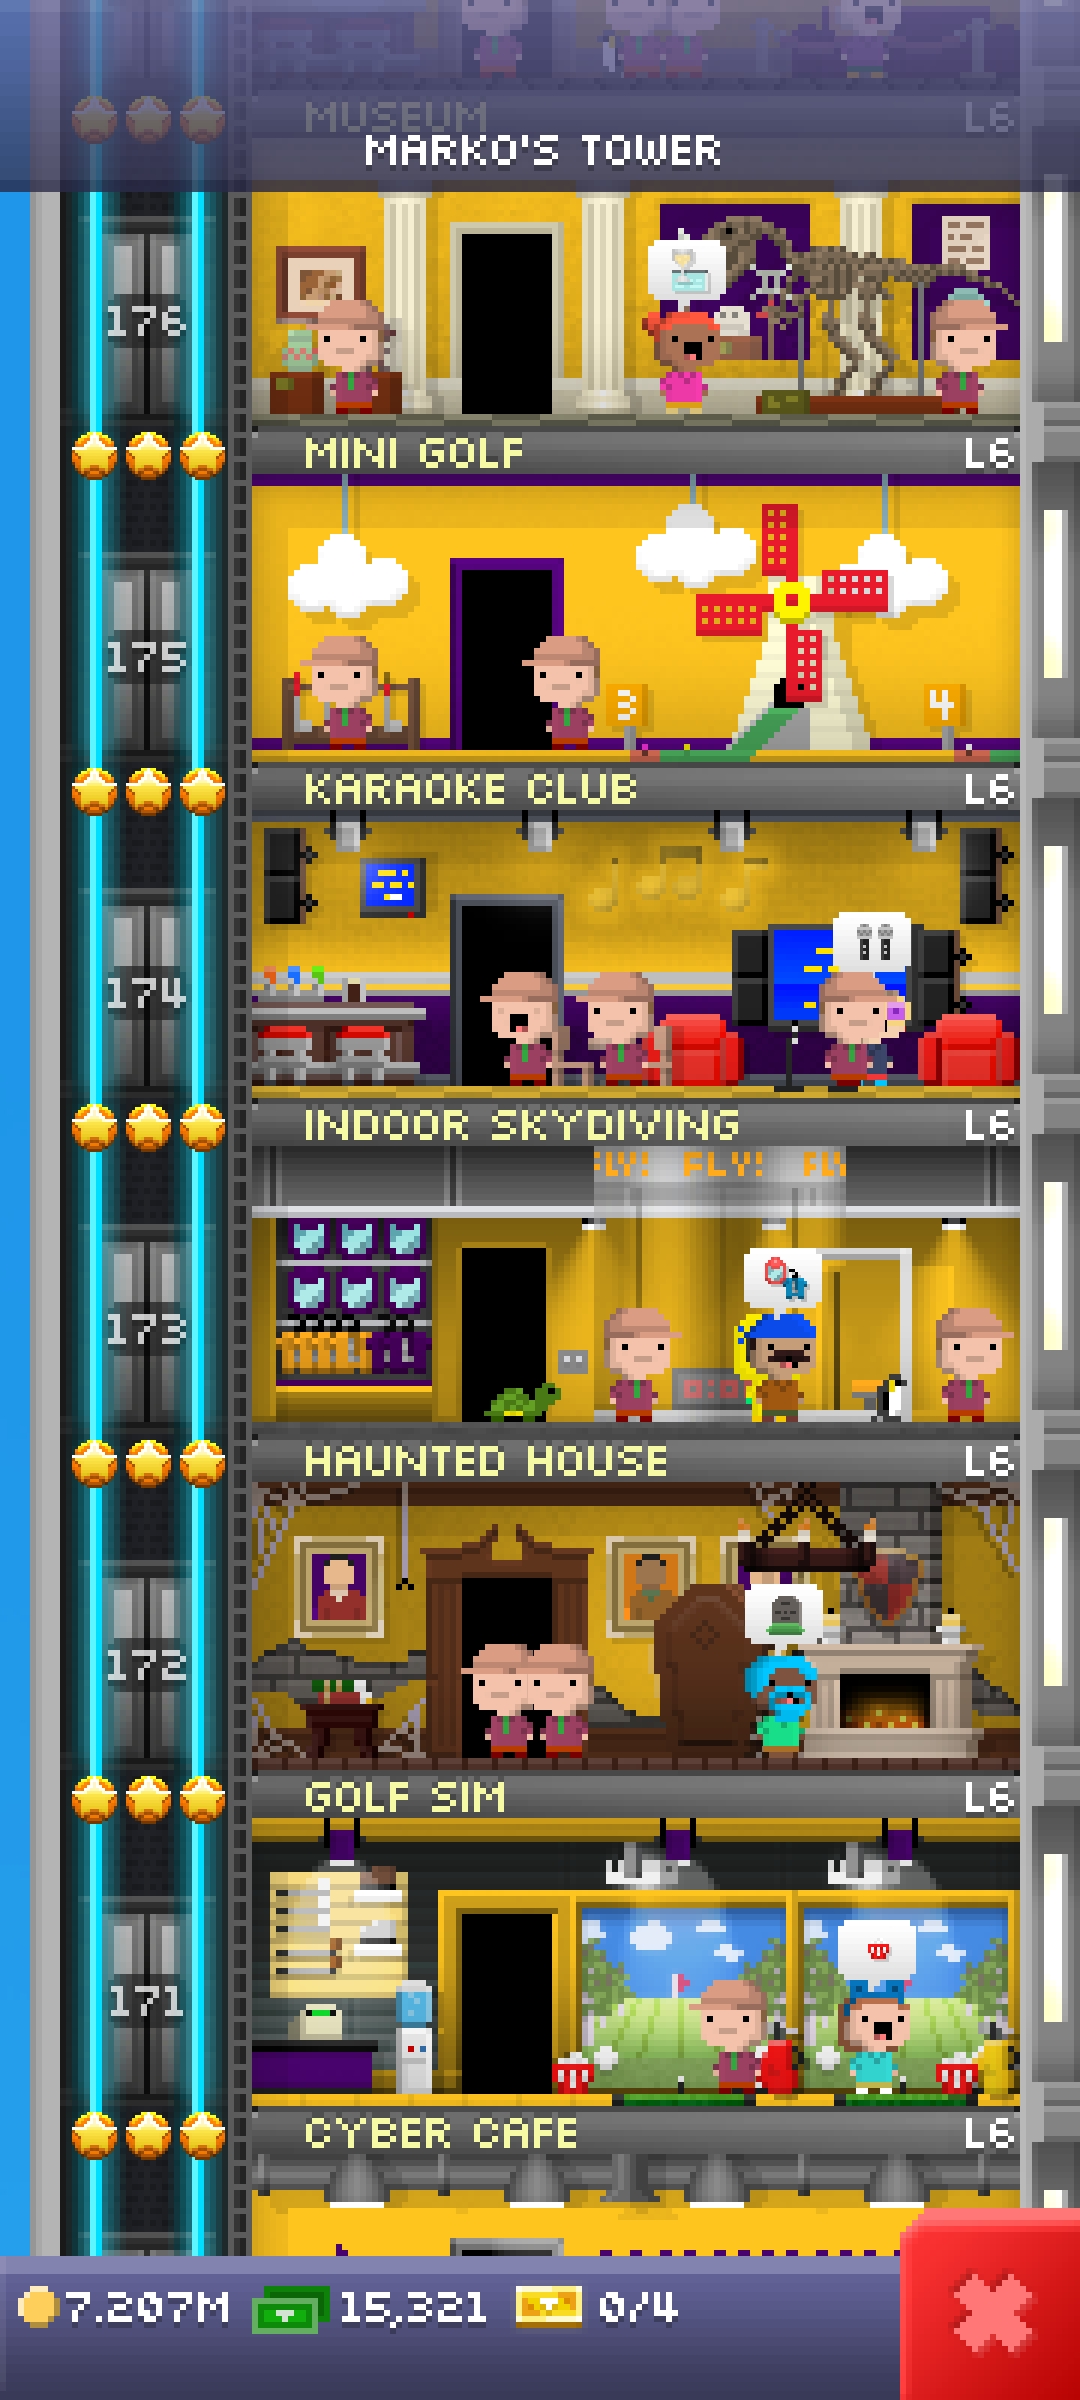 MUSEUM L6
MARKO'S TOWER
176
MINI GOLF L6
175
3 4
KARAOKE CLUB L6
174
INDOOR SKYDIVING L6
FLY! FLY! FLY
173
HAUNTED HOUSE L6
172
GOLF SIM L6
171
CYBER CAFE L6
7.207M 15,321 0/4